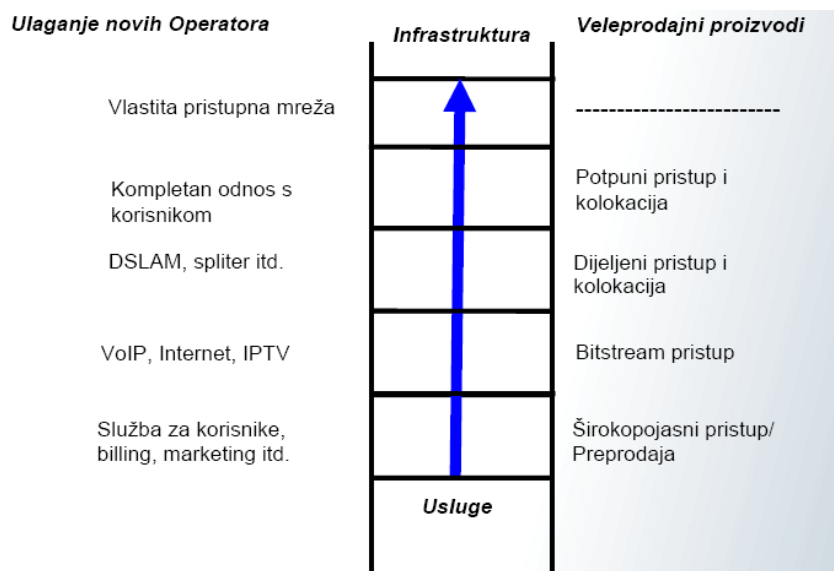 Ulaganje novih Operatora
Infrastruktura
Veleprodajni proizvodi
Vlastita pristupna mreža
--------------------------
Kompletan odnos s
korisnikom
Potpuni pristup i
kolokacija
DSLAM, spliter itd.
Dijeljeni pristup i
kolokacija
VoIP, Internet, IPTV
Bitstream pristup
Služba za korisnike,
billing, marketing itd.
Širokopojasni pristup/
Preprodaja
Usluge